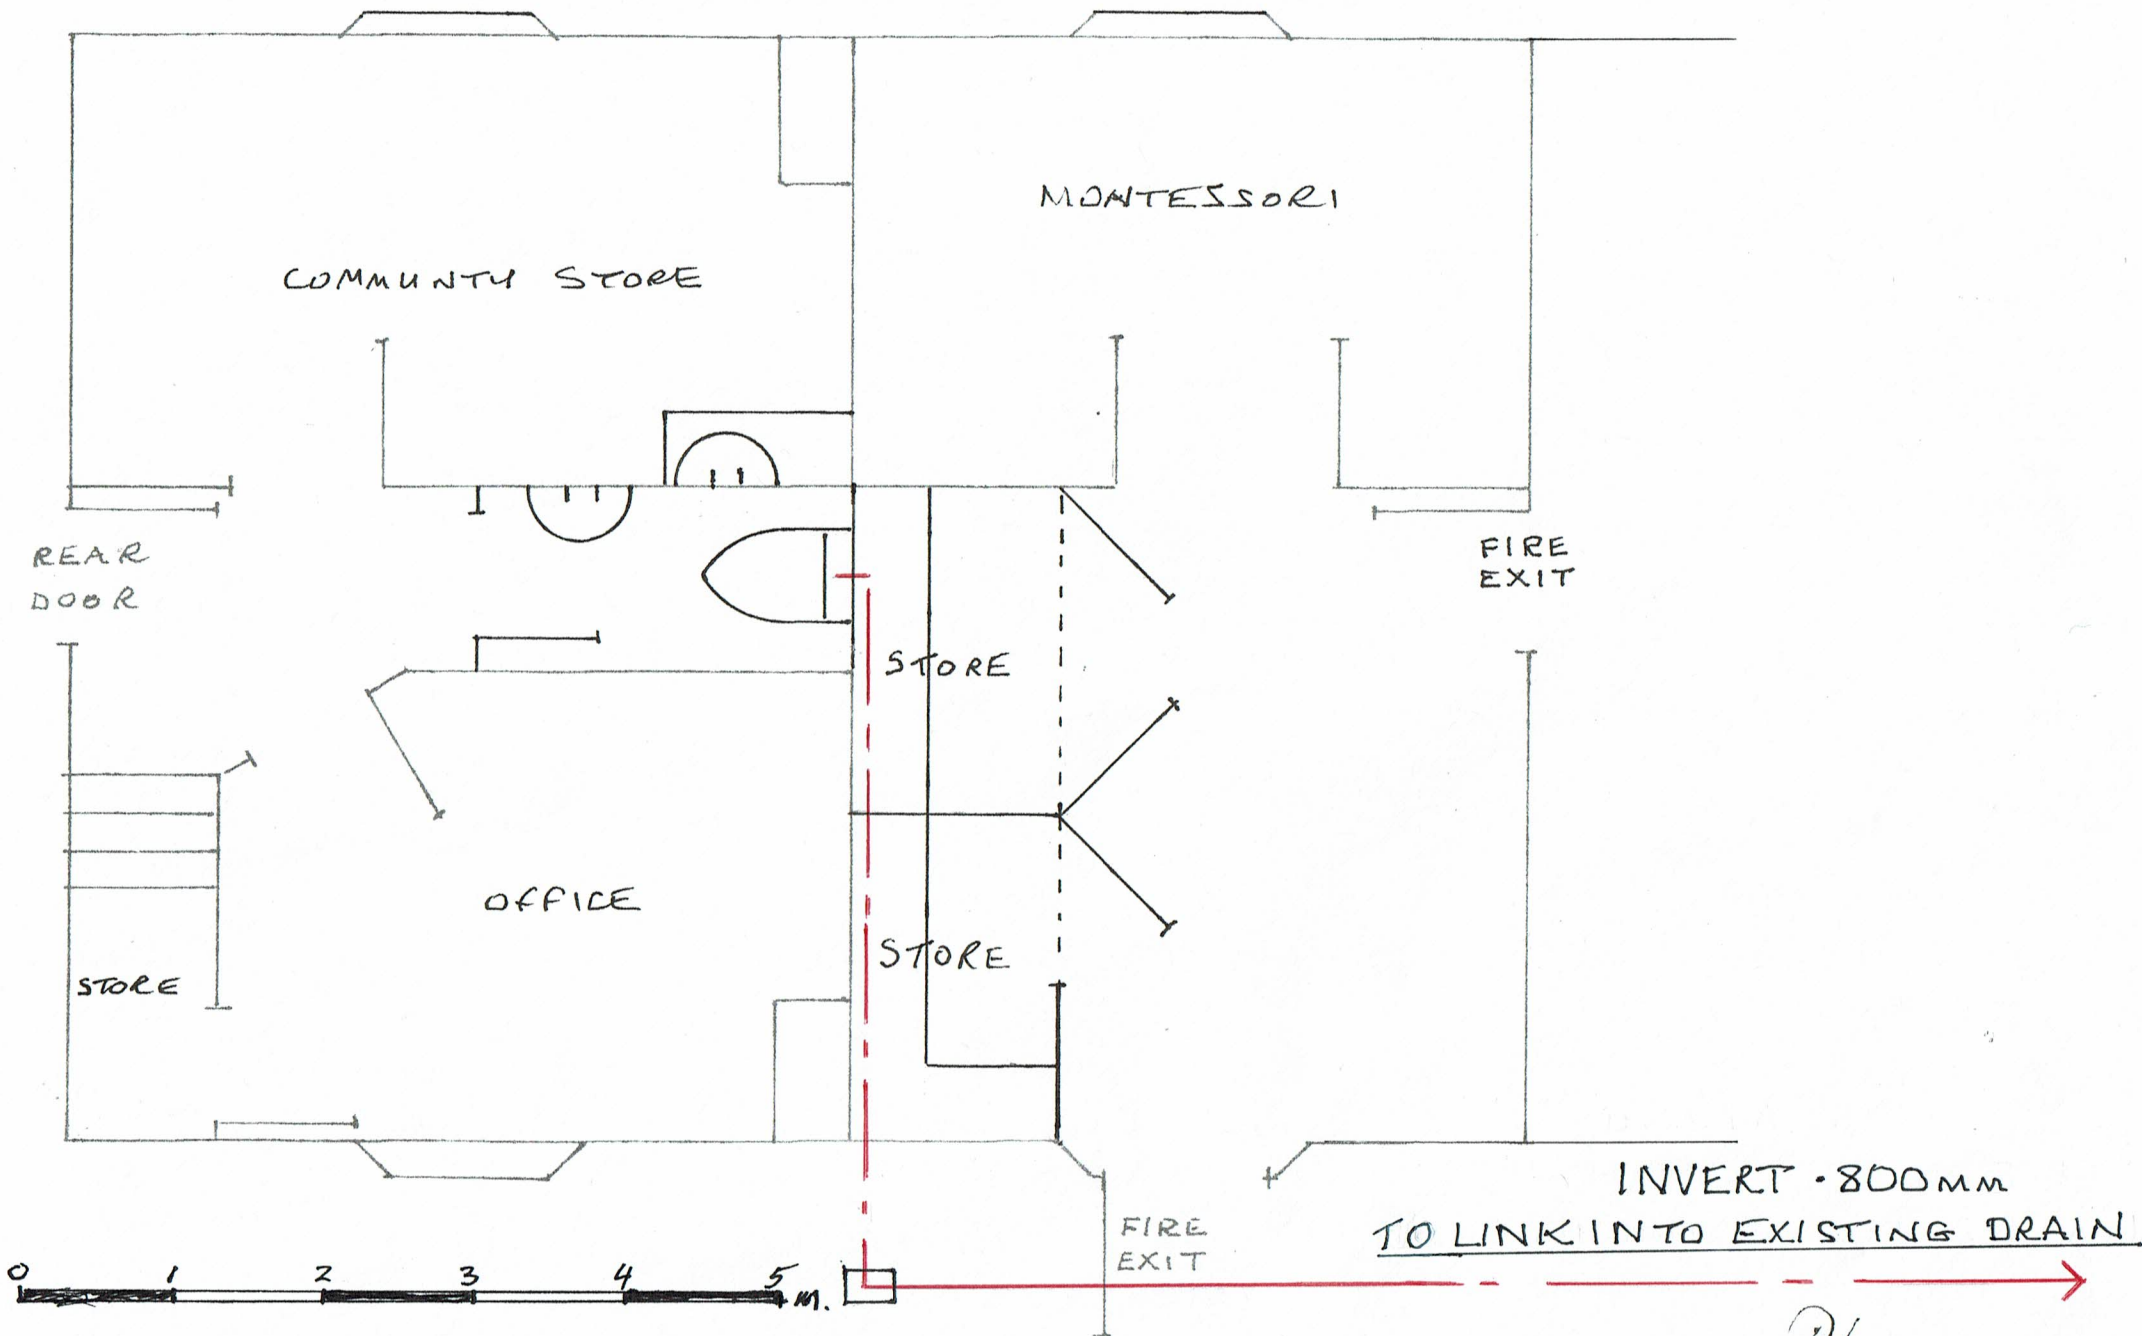 MONTESSORI
COMMUNTY STORE
REAR
DOOR
FIRE
EXIT
STORE
OFFICE
STORE
STORE
INVERT .800mm
TO LINK INTO EXISTING DRAIN
FIRE
EXIT
0 1 2 3 4 5 m.